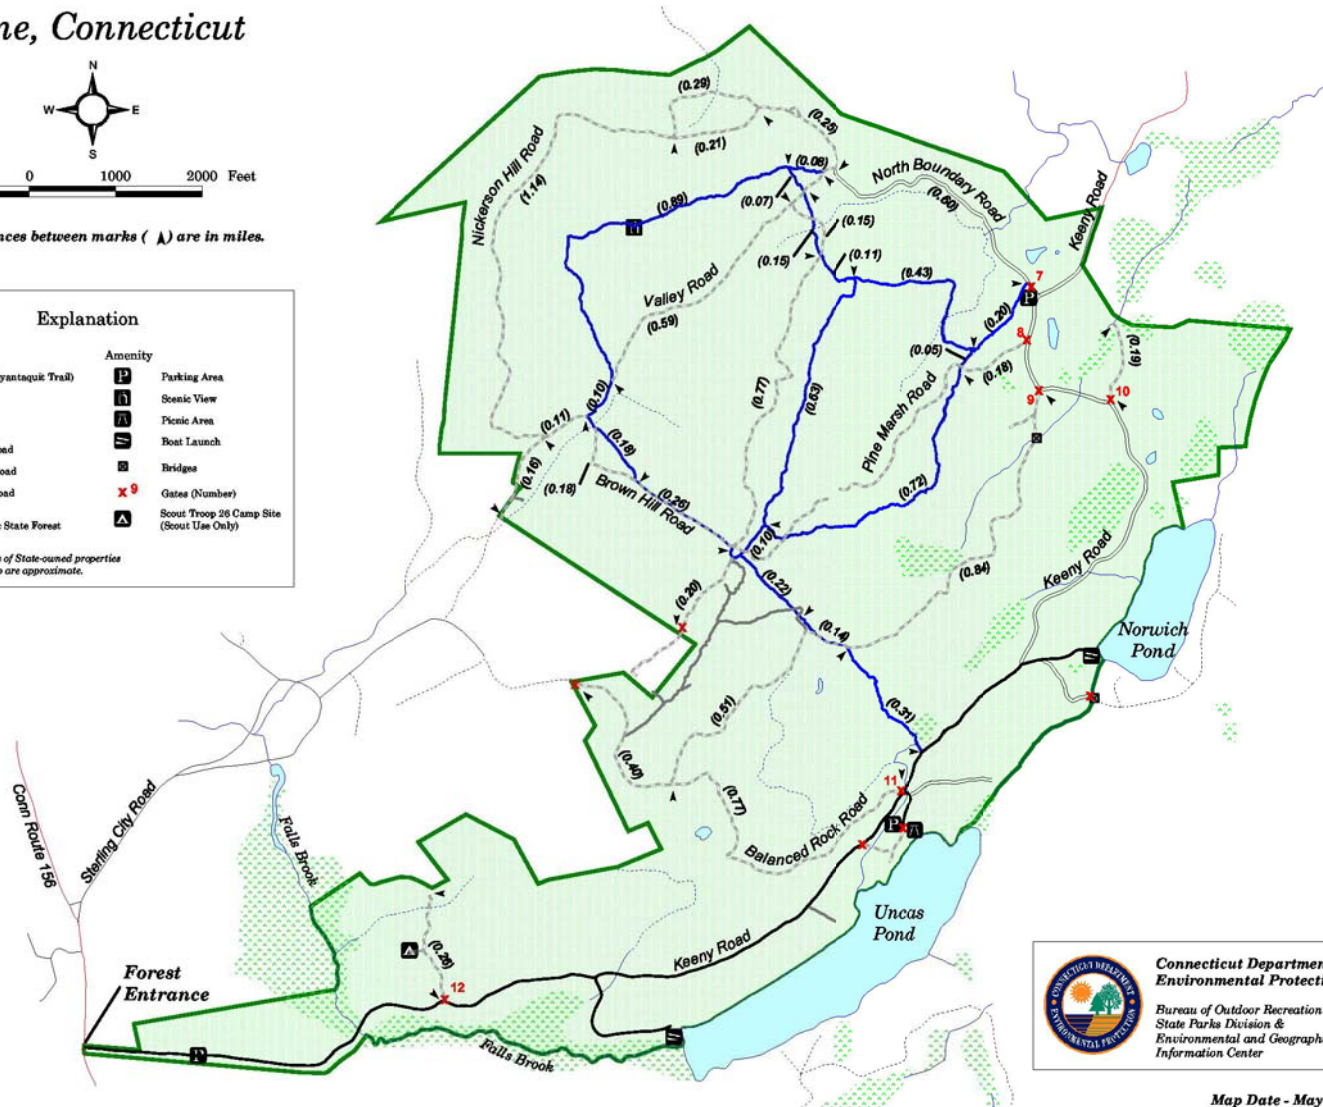 ne, Connecticut
N
W
E
S
0 1000 2000 Feet
nces between marks ( ) are in miles.
Explanation
Amenity
yantaquit Trail)
Parking Area
Scenic View
Picnic Area
oad
Boat Launch
oad
Bridges
oad
9 Gates (Number)
c State Forest
Scout Troop 26 Camp Site
(Scout Use Only)
s of State-owned properties
o are approximate.
(0.29)
(0.25)
(0.21)
Nickerson Hill Road
(1.14)
(0.08)
North Boundary Road
(0.60)
Keeny Road
(0.89)
(0.07)
(0.15)
(0.15)
(0.11)
(0.43)
Valley Road
(0.59)
7
P
(0.20)
8
(0.19)
(0.05)
(0.18)
(0.77)
(0.63)
Pine Marsh Road
9
10
(0.10)
(0.11)
(0.18)
(0.16)
(0.18)
Brown Hill Road
(0.26)
(0.72)
(0.10)
(0.84)
Keeny Road
(0.22)
(0.20)
(0.14)
Norwich
Pond
(0.51)
(0.31)
(0.40)
(0.77)
11
P
Balanced Rock Road
Conn Route 156
Sterling City Road
Falls Brook
Uncas
Pond
Keeny Road
(0.26)
12
Forest
Entrance
Falls Brook
CONNECTICUT DEPARTMENT
ENVIRONMENTAL PROTECTION
Connecticut Departmen
Environmental Protecti
Bureau of Outdoor Recreation
State Parks Division &
Environmental and Geograph
Information Center
Map Date - May